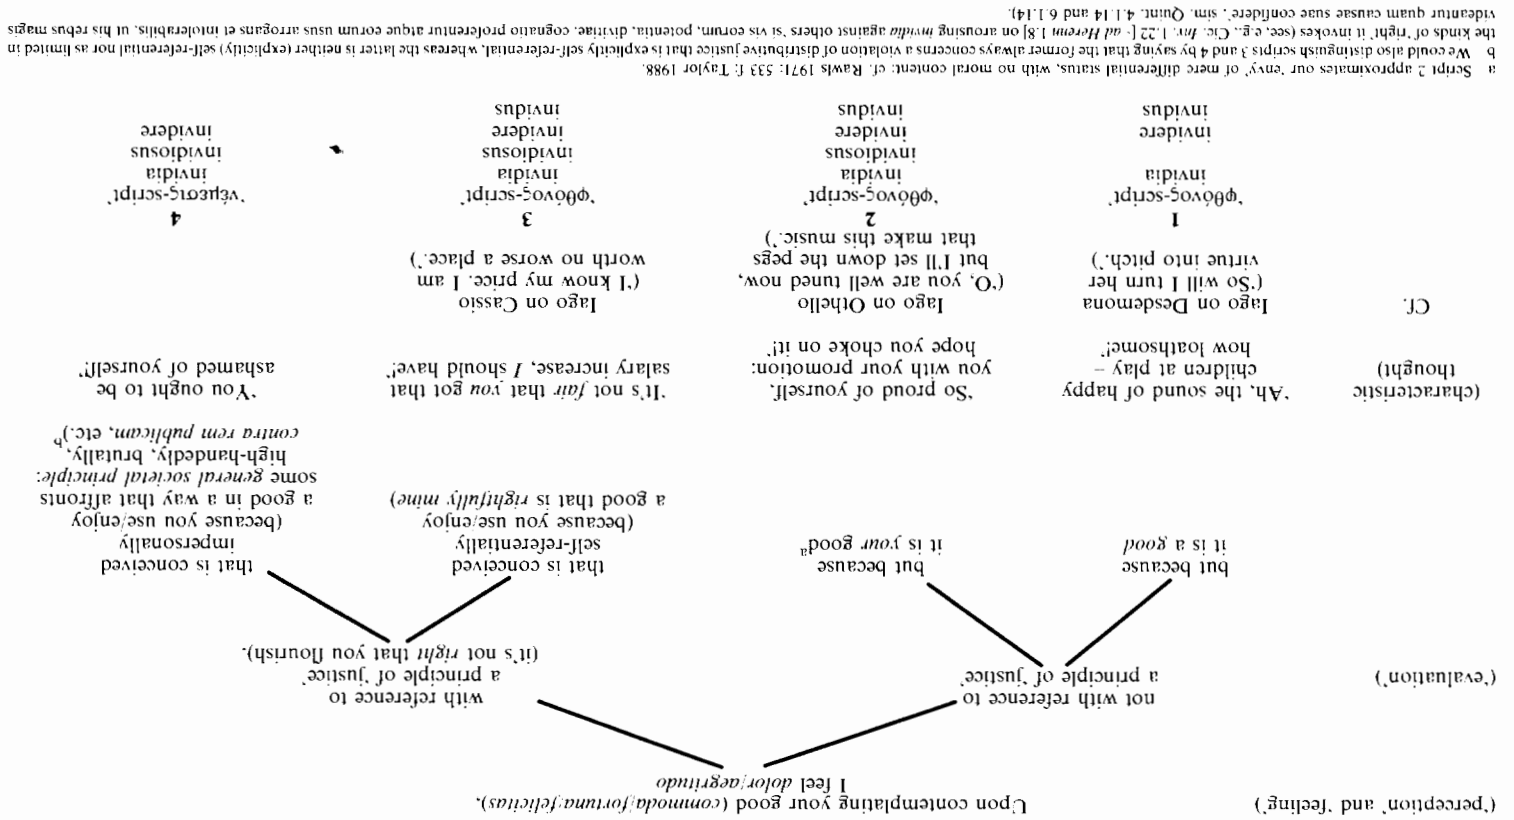 ('perception' and 'feeling')
Upon contemplating your good (commoda/fortuna/felicitas),
I feel dolor/aegritudo
('evaluation')
not with reference to
a principle of 'justice'
with reference to
a principle of 'justice'
(it's not right that you flourish).
but because
it is a good
but because
it is your good^a
that is conceived
self-referentially
(because you use/enjoy
a good that is rightfully mine)
that is conceived
impersonally
(because you use/enjoy
a good in a way that affronts
some general societal principle:
high-handedly, brutally,
contra rem publicam, etc.)^b
(characteristic
thought)
'Ah, the sound of happy
children at play –
how loathsome!'
'So proud of yourself,
you with your promotion:
hope you choke on it!'
'It's not fair that you got that
salary increase, I should have!'
'You ought to be
ashamed of yourself!'
Cf.
Iago on Desdemona
('So will I turn her
virtue into pitch.')
Iago on Othello
('O, you are well tuned now,
but I'll set down the pegs
that make this music.')
Iago on Cassio
('I know my price. I am
worth no worse a place.')
1
'φθόνος-script'
invidia
invidere
invidus
2
'φθόνος-script'
invidia
invidiosus
invidere
invidus
3
'φθόνος-script'
invidia
invidiosus
invidere
invidus
4
'νέμεσις-script'
invidia
invidiosus
invidere
a Script 2 approximates our 'envy' of mere differential status, with no moral content: cf. Rawls 1971: 533 f. Taylor 1988.
b We could also distinguish scripts 3 and 4 by saying that the former always concerns a violation of distributive justice that is explicitly self-referential, whereas the latter is neither (explicitly) self-referential nor as limited in
the kinds of 'right' it invokes (see, e.g., Cic. Inv. 1.22 [~ ad Herenn 1.8] on arousing invidia against others 'si vis eorum, potentia, divitiae, cognatio proferentur atque eorum usus arrogans et intolerabilis, ut his rebus magis
videantur quam causae suae confidere'. sim. Quint. 4.1.14 and 6.1.14).